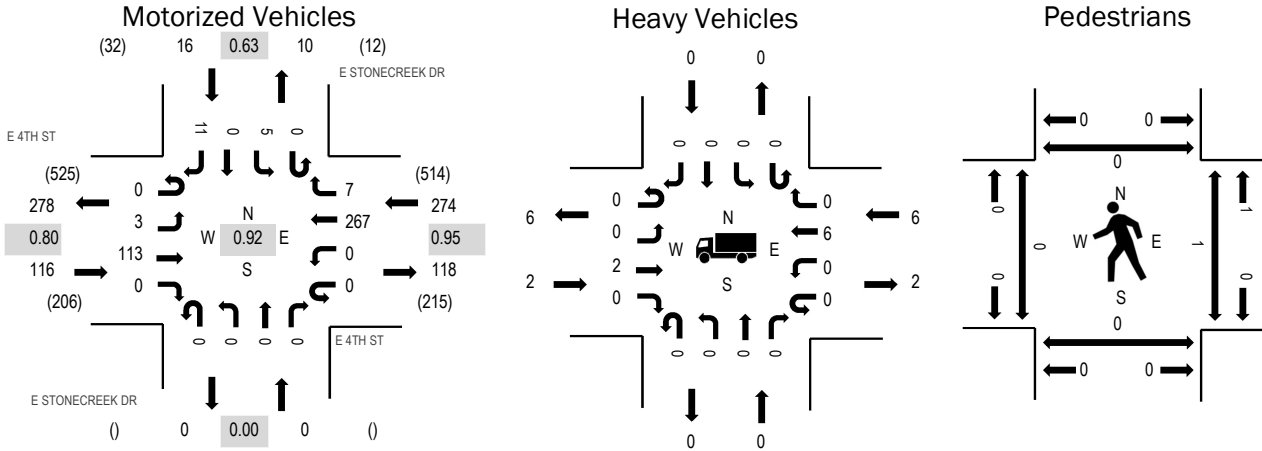 Motorized Vehicles
(32) 16 0.63 10 (12)
E STONECREEK DR
E 4TH ST
11 0 5 0
(525) 0 7 (514)
278 3 N 267 274
0.80 W 0.92 E 0.95
116 113 S 0 118
(206) 0 0 (215)
0 0 0 0
E 4TH ST
E STONECREEK DR
() 0 0.00 0 ()
Heavy Vehicles
0 0
0 0 0 0
0 0
6 0 N 6 6
W E
2 2 S 0 2
0 0
0 0 0 0
0 0
Pedestrians
0 0
0
0 N 1
W E
0 1
0 S 0
0
0 0